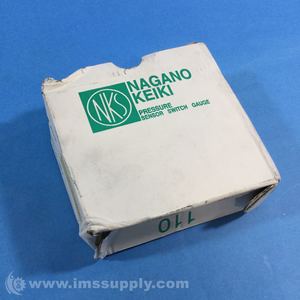 NKS
NAGANO
KEIKI
PRESSURE
SENSOR SWITCH GAUGE
110
© www.imssupply.com